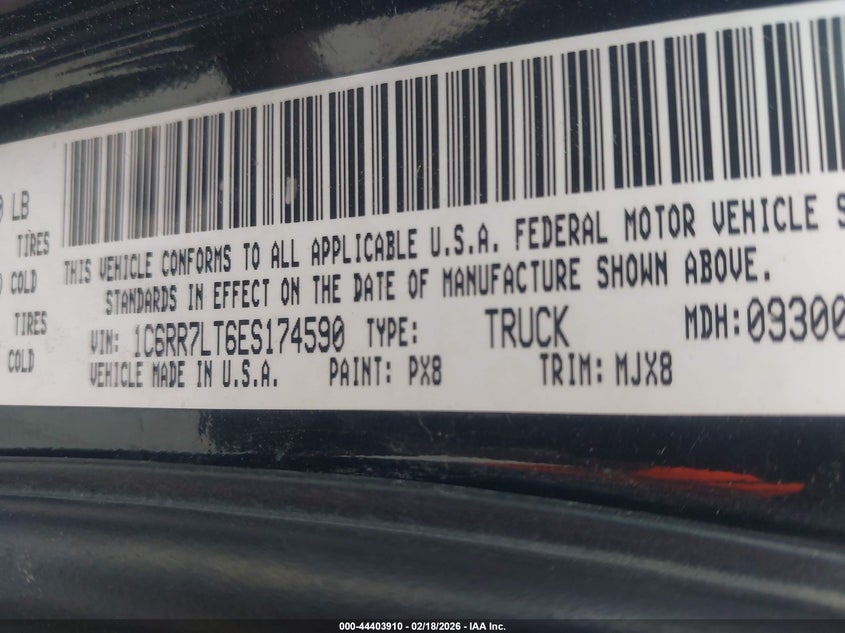 LB
TIRES
COLD
THIS VEHICLE CONFORMS TO ALL APPLICABLE U.S.A. FEDERAL MOTOR VEHICLE S
STANDARDS IN EFFECT ON THE DATE OF MANUFACTURE SHOWN ABOVE.
TIRES
COLD
VIN: 1C6RR7LT6ES174590 TYPE: TRUCK MDH: 09300
VEHICLE MADE IN U.S.A. PAINT: PX8 TRIM: MJX8
000-44403910 - 02/18/2026 - IAA Inc.